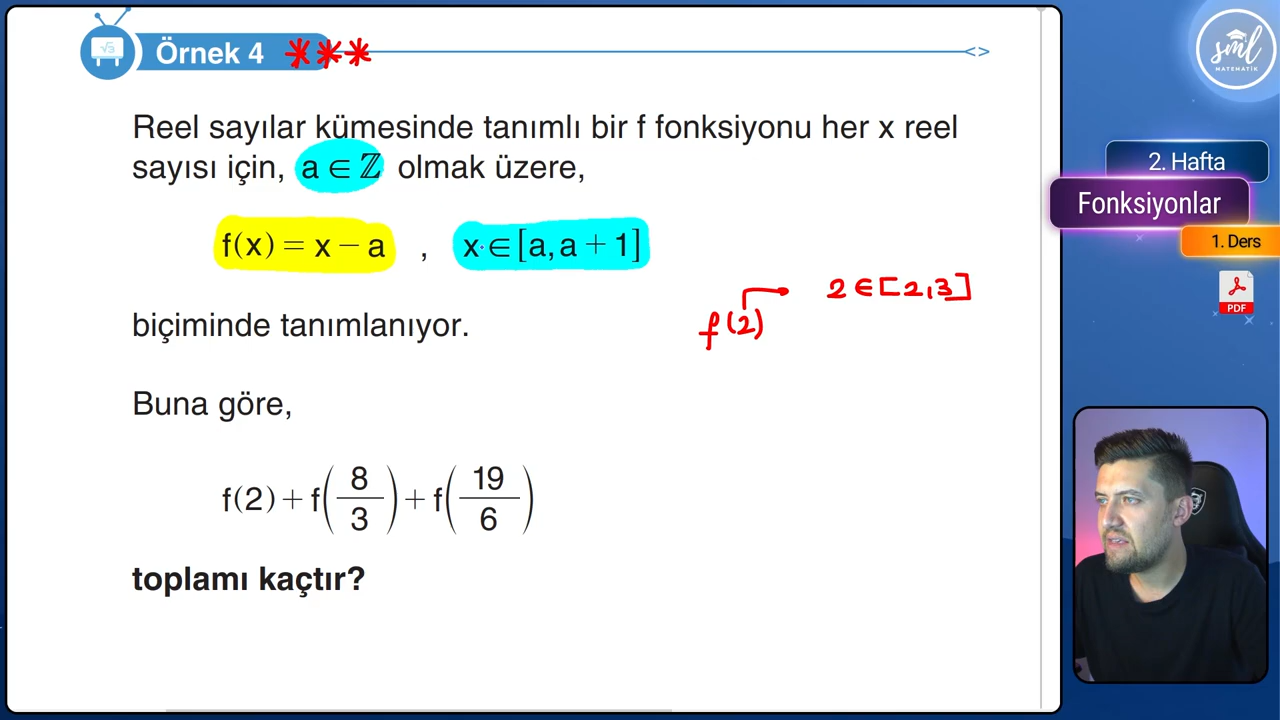 √5
Örnek 4 ***
Reel sayılar kümesinde tanımlı bir f fonksiyonu her x reel
sayısı için, a ∈ ℤ olmak üzere,
f(x) = x − a , x ∈ [a, a + 1]
2 ∈ [2,3]
f(2)
biçiminde tanımlanıyor.
Buna göre,
f(2) + f(8/3) + f(19/6)
toplamı kaçtır?
sml
MATEMATİK
2. Hafta
Fonksiyonlar
1. Ders
PDF